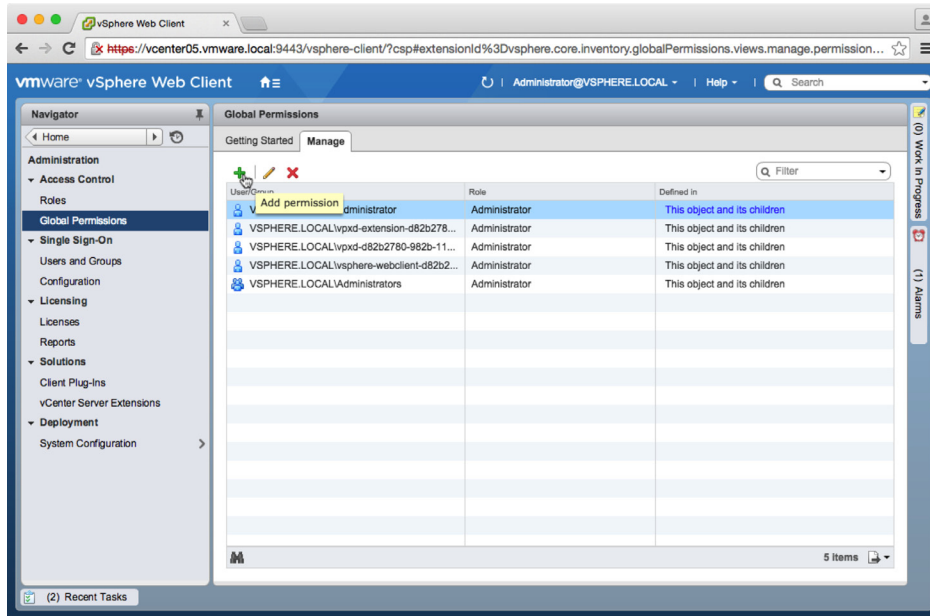 vSphere Web Client
https://vcenter05.vmware.local:9443/vsphere-client/?csp#extensionId%3Dvsphere.core.inventory.globalPermissions.views.manage.permission...
vmware® vSphere Web Client
Administrator@VSPHERE.LOCAL
Help
Search
Navigator
Home
Administration
Access Control
Roles
Global Permissions
Single Sign-On
Users and Groups
Configuration
Licensing
Licenses
Reports
Solutions
Client Plug-Ins
vCenter Server Extensions
Deployment
System Configuration
Global Permissions
Getting Started
Manage
Filter
User/Group Role Defined in
Add permission
V dministrator Administrator This object and its children
VSPHERE.LOCAL\vpxd-extension-d82b278... Administrator This object and its children
VSPHERE.LOCAL\vpxd-d82b2780-982b-11... Administrator This object and its children
VSPHERE.LOCAL\vsphere-webclient-d82b2... Administrator This object and its children
VSPHERE.LOCAL\Administrators Administrator This object and its children
5 items
(0) Work In Progress
(1) Alarms
(2) Recent Tasks